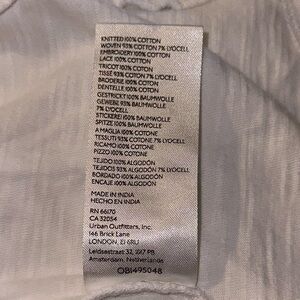 KNITTED 100% COTTON
WOVEN 93% COTTON 7% LYOCELL
EMBROIDERY 100% COTTON
LACE 100% COTTON
TRICOT 100% COTON
TISSÉ 93% COTON 7% LYOCELL
BRODERIE 100% COTON
DENTELLE 100% COTON
GESTRICKT 100% BAUMWOLLE
GEWEBE 93% BAUMWOLLE
7% LYOCELL
STICKEREI 100% BAUMWOLLE
SPITZE 100% BAUMWOLLE
A MAGLIA 100% COTONE
TESSUTI 93% COTONE 7% LYOCELL
RICAMO 100% COTONE
PIZZO 100% COTONE
TEJIDO 100% ALGODÓN
TEJIDOS 93% ALGODÓN 7% LYOCELL
BORDADO 100% ALGODÓN
ENCAJE 100% ALGODÓN
MADE IN INDIA
HECHO EN INDIA
RN 66170
CA 32054
Urban Outfitters, Inc.
146 Brick Lane
LONDON, E1 6RU
Leidsestraat 32, 1017 PB
Amsterdam, Netherlands
OB1495048